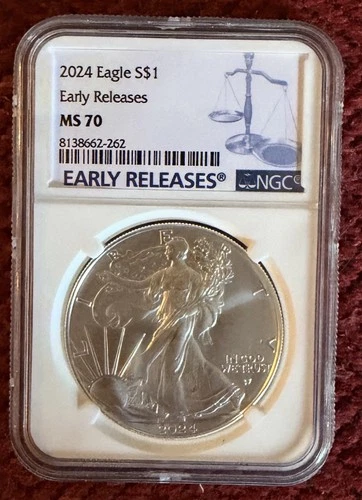 2024 Eagle S$1
Early Releases
MS 70
8138662-262
EARLY RELEASES®
NGC®
LIBERTY
IN GOD
WE TRUST
2024